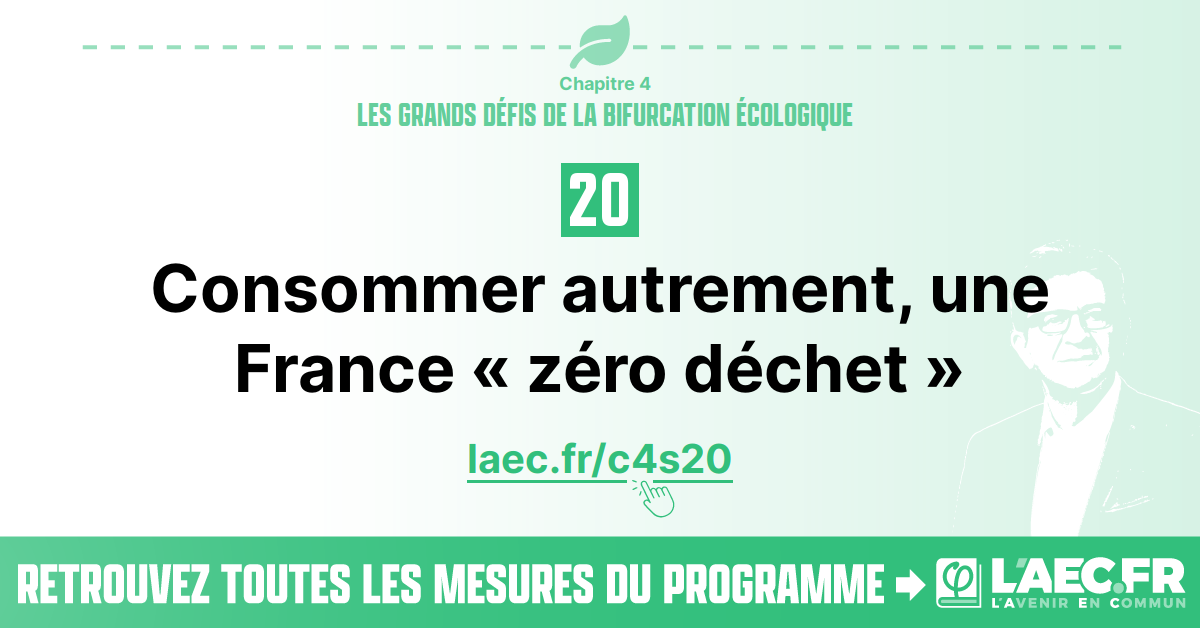 Chapitre 4
LES GRANDS DÉFIS DE LA BIFURCATION ÉCOLOGIQUE
20
Consommer autrement, une
France « zéro déchet »
laec.fr/c4s20
RETROUVEZ TOUTES LES MESURES DU PROGRAMME
φ
L'AEC.FR
L'AVENIR EN COMMUN